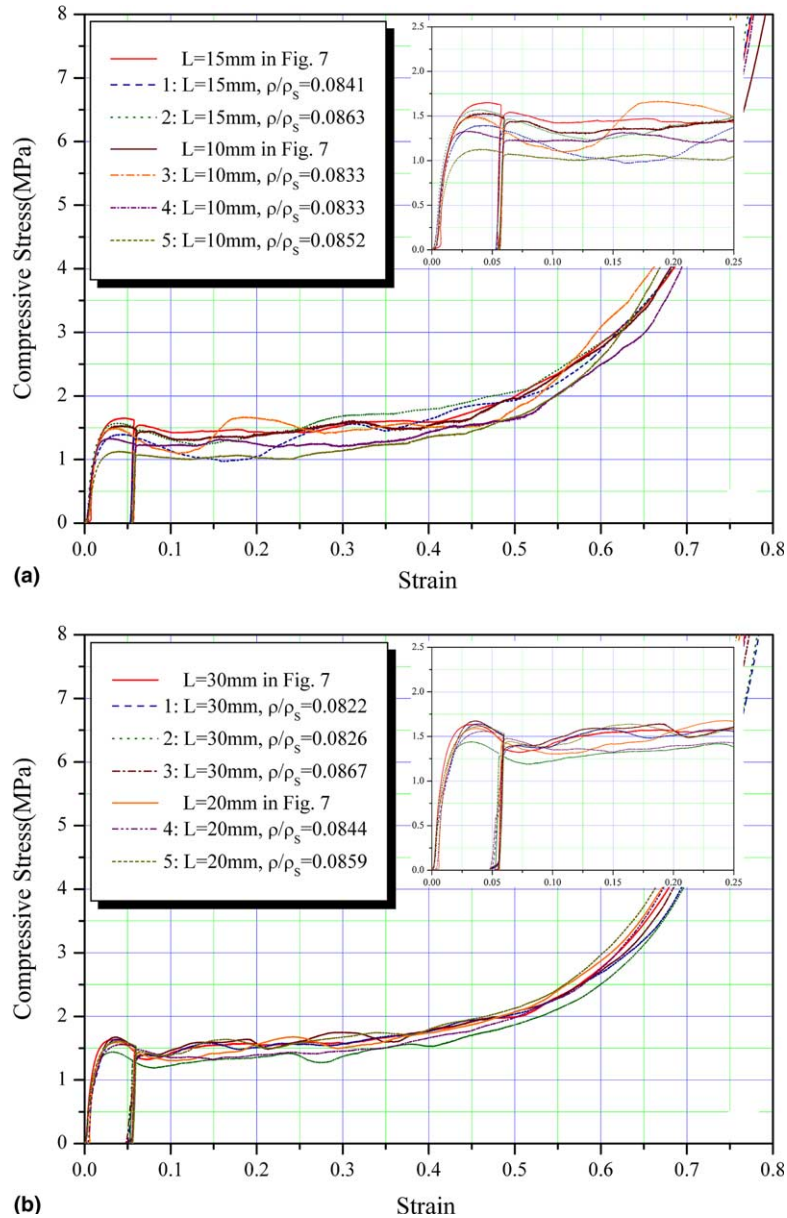 8
7
6
5
4
3
2
1
0
Compressive Stress(MPa)
L=15mm in Fig. 7
1: L=15mm, ρ/ρs=0.0841
2: L=15mm, ρ/ρs=0.0863
L=10mm in Fig. 7
3: L=10mm, ρ/ρs=0.0833
4: L=10mm, ρ/ρs=0.0833
5: L=10mm, ρ/ρs=0.0852
2.5
2.0
1.5
1.0
0.5
0.0
0.00 0.05 0.10 0.15 0.20 0.25
0.0 0.1 0.2 0.3 0.4 0.5 0.6 0.7 0.8
(a) Strain
8
7
6
5
4
3
2
1
0
Compressive Stress(MPa)
L=30mm in Fig. 7
1: L=30mm, ρ/ρs=0.0822
2: L=30mm, ρ/ρs=0.0826
3: L=30mm, ρ/ρs=0.0867
L=20mm in Fig. 7
4: L=20mm, ρ/ρs=0.0844
5: L=20mm, ρ/ρs=0.0859
2.5
2.0
1.5
1.0
0.5
0.0
0.00 0.05 0.10 0.15 0.20 0.25
0.0 0.1 0.2 0.3 0.4 0.5 0.6 0.7 0.8
(b) Strain